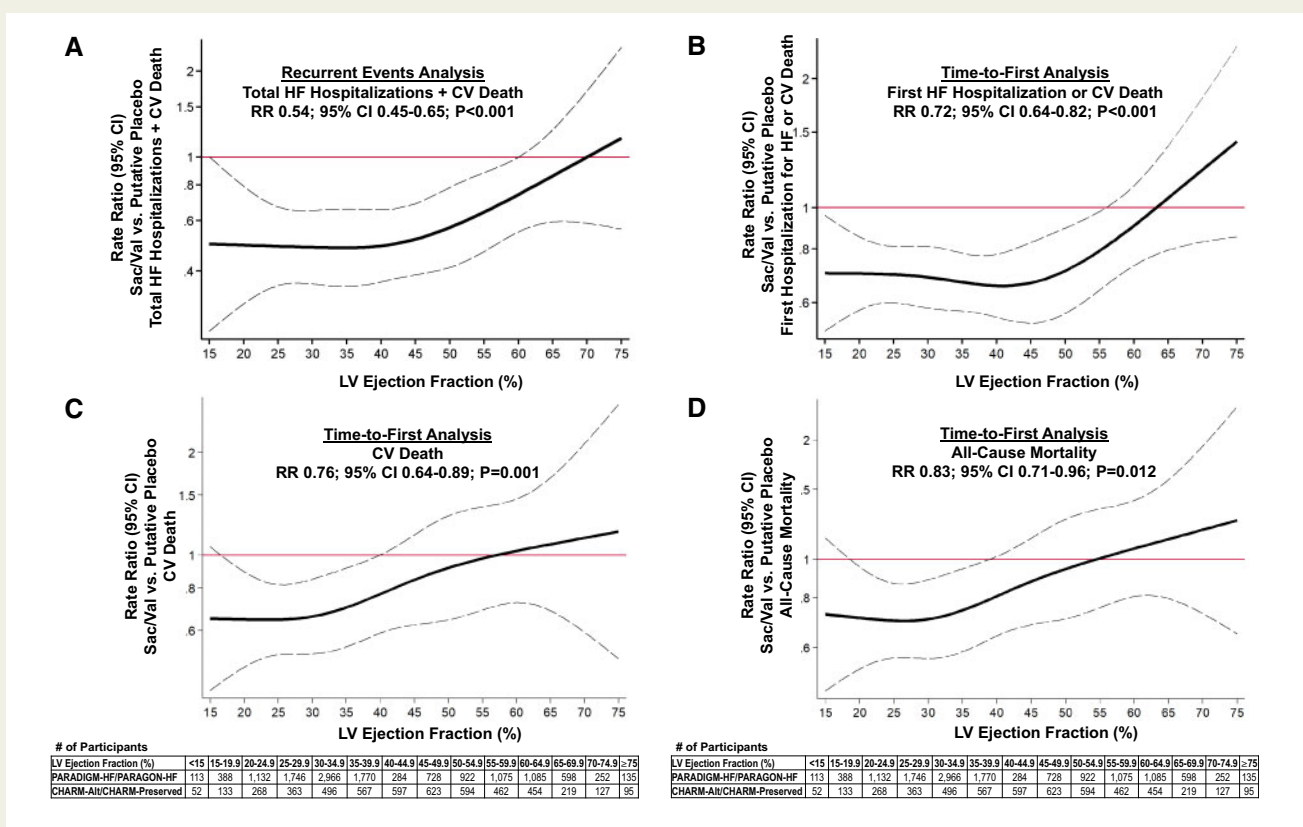 A
Rate Ratio (95% CI)
Sac/Val vs. Putative Placebo
Total HF Hospitalizations + CV Death
Recurrent Events Analysis
Total HF Hospitalizations + CV Death
RR 0.54; 95% CI 0.45-0.65; P<0.001
2
1.5
1
.8
.6
.4
15 20 25 30 35 40 45 50 55 60 65 70 75
LV Ejection Fraction (%)
B
Rate Ratio (95% CI)
Sac/Val vs. Putative Placebo
First Hospitalization for HF or CV Death
Time-to-First Analysis
First HF Hospitalization or CV Death
RR 0.72; 95% CI 0.64-0.82; P<0.001
2
1.5
1
.8
.6
15 20 25 30 35 40 45 50 55 60 65 70 75
LV Ejection Fraction (%)
C
Rate Ratio (95% CI)
Sac/Val vs. Putative Placebo
CV Death
Time-to-First Analysis
CV Death
RR 0.76; 95% CI 0.64-0.89; P=0.001
2
1.5
1
.8
.6
15 20 25 30 35 40 45 50 55 60 65 70 75
LV Ejection Fraction (%)
D
Rate Ratio (95% CI)
Sac/Val vs. Putative Placebo
All-Cause Mortality
Time-to-First Analysis
All-Cause Mortality
RR 0.83; 95% CI 0.71-0.96; P=0.012
2
.5
1
.8
.6
15 20 25 30 35 40 45 50 55 60 65 70 75
LV Ejection Fraction (%)
# of Participants
LV Ejection Fraction (%) <15 15-19.9 20-24.9 25-29.9 30-34.9 35-39.9 40-44.9 45-49.9 50-54.9 55-59.9 60-64.9 65-69.9 70-74.9 ≥75
PARADIGM-HF/PARAGON-HF 113 388 1,132 1,746 2,966 1,770 284 728 922 1,075 1,085 598 252 135
CHARM-Alt/CHARM-Preserved 52 133 268 363 496 567 597 623 594 462 454 219 127 95
# of Participants
LV Ejection Fraction (%) <15 15-19.9 20-24.9 25-29.9 30-34.9 35-39.9 40-44.9 45-49.9 50-54.9 55-59.9 60-64.9 65-69.9 70-74.9 ≥75
PARADIGM-HF/PARAGON-HF 113 388 1,132 1,746 2,966 1,770 284 728 922 1,075 1,085 598 252 135
CHARM-Alt/CHARM-Preserved 52 133 268 363 496 567 597 623 594 462 454 219 127 95